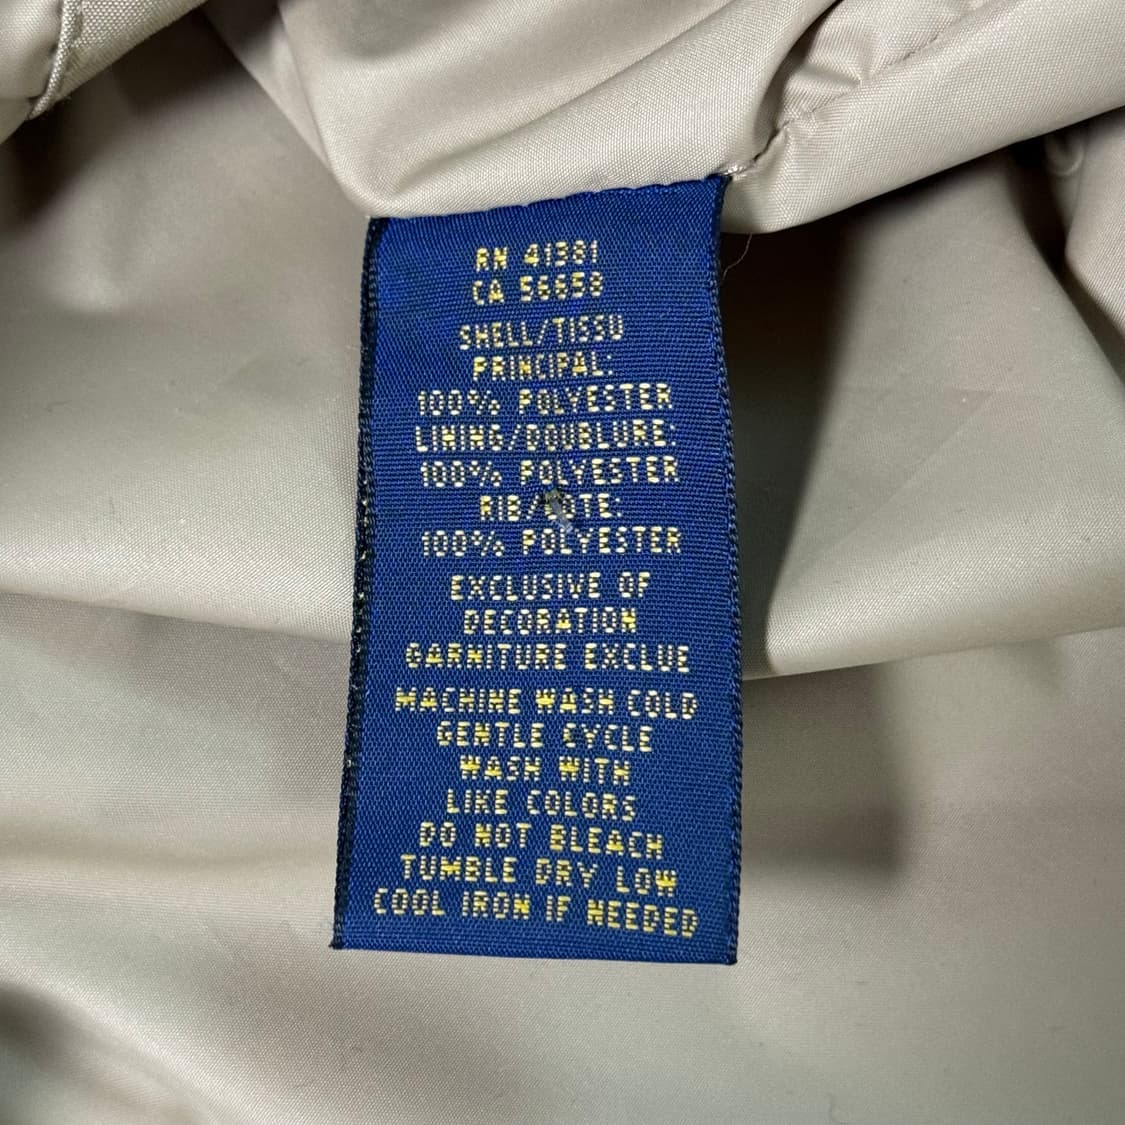 RN 41381
CA 56658
SHELL/TISSU
PRINCIPAL:
100% POLYESTER
LINING/DOUBLURE:
100% POLYESTER
RIB/COTE:
100% POLYESTER
EXCLUSIVE OF
DECORATION
GARNITURE EXCLUE
MACHINE WASH COLD
GENTLE CYCLE
WASH WITH
LIKE COLORS
DO NOT BLEACH
TUMBLE DRY LOW
COOL IRON IF NEEDED